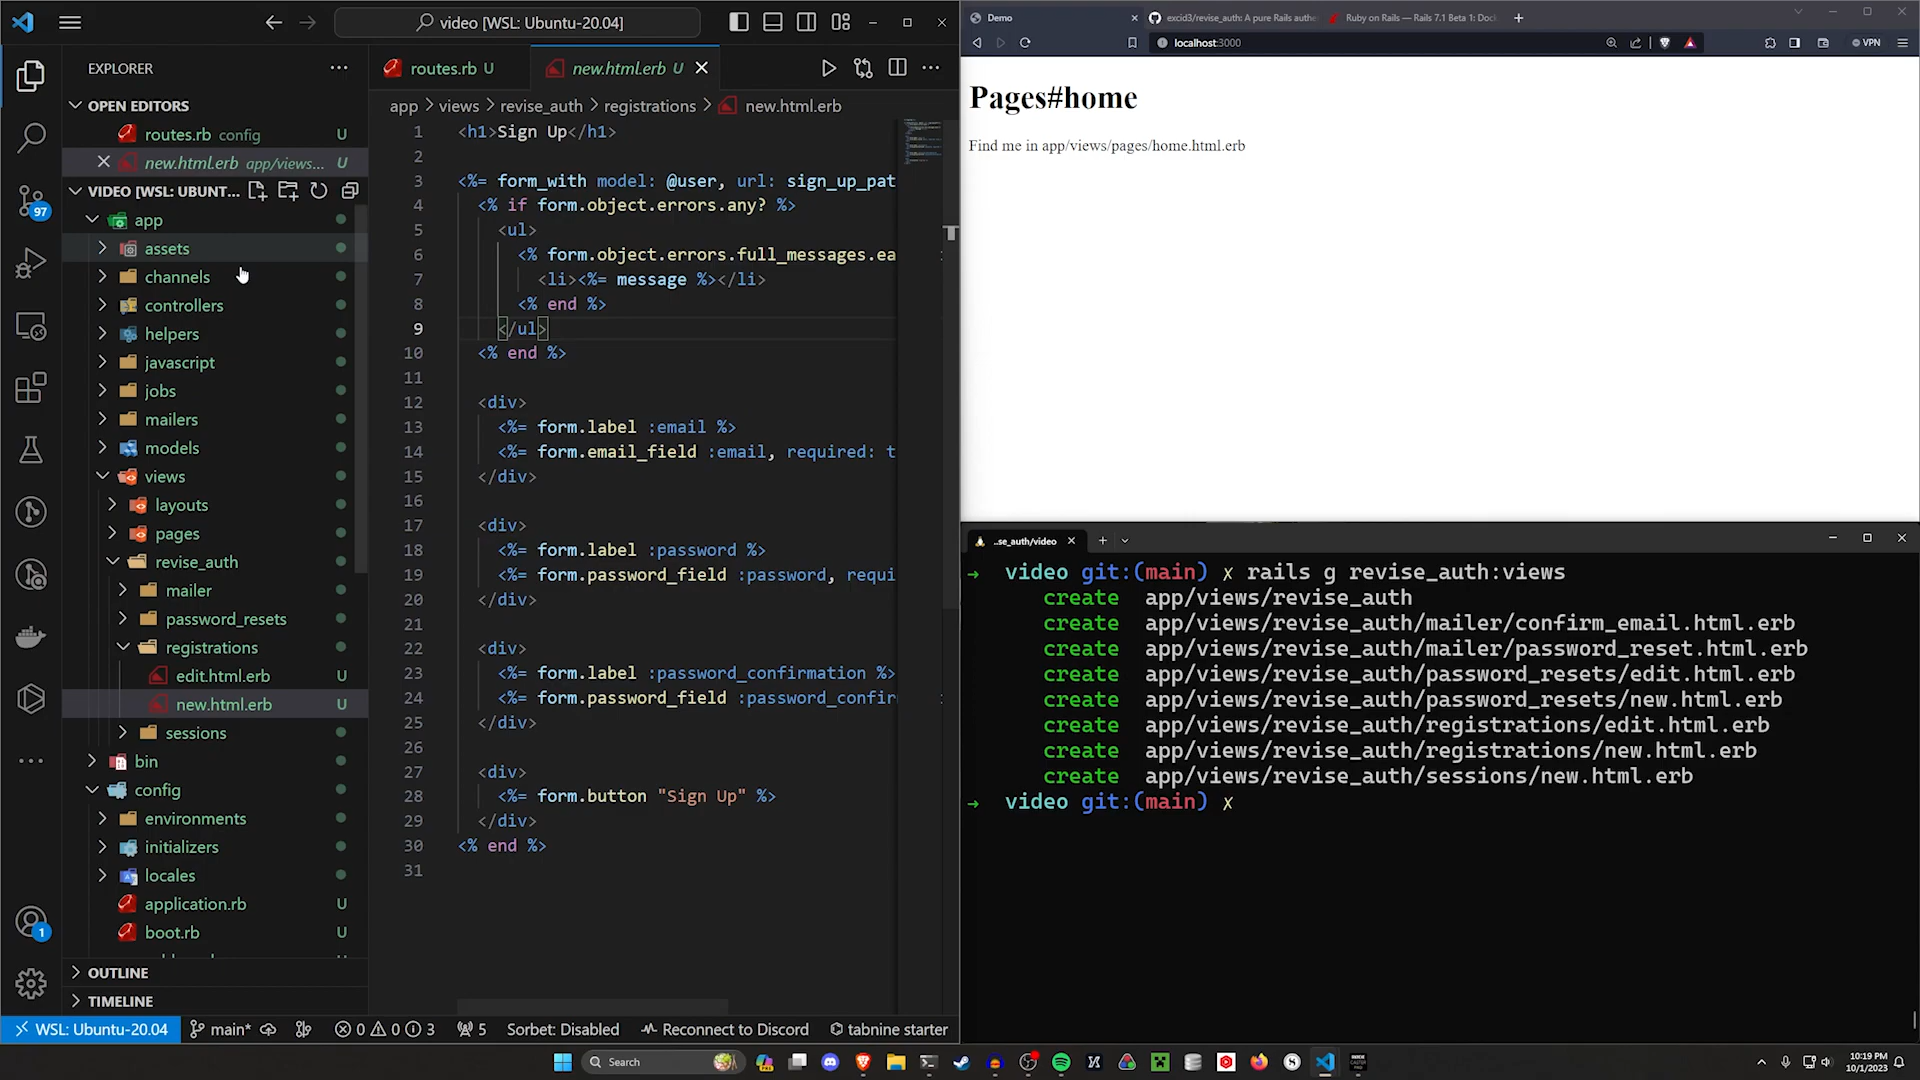 video [WSL: Ubuntu-20.04]
EXPLORER
OPEN EDITORS
routes.rb config U
new.html.erb app/views... U
VIDEO [WSL: UBUNT...
app
assets
channels
controllers
helpers
javascript
jobs
mailers
models
views
layouts
pages
revise_auth
mailer
password_resets
registrations
edit.html.erb U
new.html.erb U
sessions
bin
config
environments
initializers
locales
application.rb U
boot.rb U
OUTLINE
TIMELINE
97
1
routes.rb U
new.html.erb U
app > views > revise_auth > registrations > new.html.erb
1 <h1>Sign Up</h1>
2
3 <%= form_with model: @user, url: sign_up_pat
4 <% if form.object.errors.any? %>
5 <ul>
6 <% form.object.errors.full_messages.ea
7 <li><%= message %></li>
8 <% end %>
9 </ul>
10 <% end %>
11
12 <div>
13 <%= form.label :email %>
14 <%= form.email_field :email, required: t
15 </div>
16
17 <div>
18 <%= form.label :password %>
19 <%= form.password_field :password, requi
20 </div>
21
22 <div>
23 <%= form.label :password_confirmation %>
24 <%= form.password_field :password_confir
25 </div>
26
27 <div>
28 <%= form.button "Sign Up" %>
29 </div>
30 <% end %>
31
WSL: Ubuntu-20.04 main* 0 0 3 5 Sorbet: Disabled Reconnect to Discord tabnine starter
Demo
excid3/revise_auth: A pure Rails authe
Ruby on Rails — Rails 7.1 Beta 1: Doc
localhost:3000
VPN
Pages#home
Find me in app/views/pages/home.html.erb
..se_auth/video
→ video git:(main) ✗ rails g revise_auth:views
create app/views/revise_auth
create app/views/revise_auth/mailer/confirm_email.html.erb
create app/views/revise_auth/mailer/password_reset.html.erb
create app/views/revise_auth/password_resets/edit.html.erb
create app/views/revise_auth/password_resets/new.html.erb
create app/views/revise_auth/registrations/edit.html.erb
create app/views/revise_auth/registrations/new.html.erb
create app/views/revise_auth/sessions/new.html.erb
→ video git:(main) ✗
Search
10:19 PM
10/1/2023